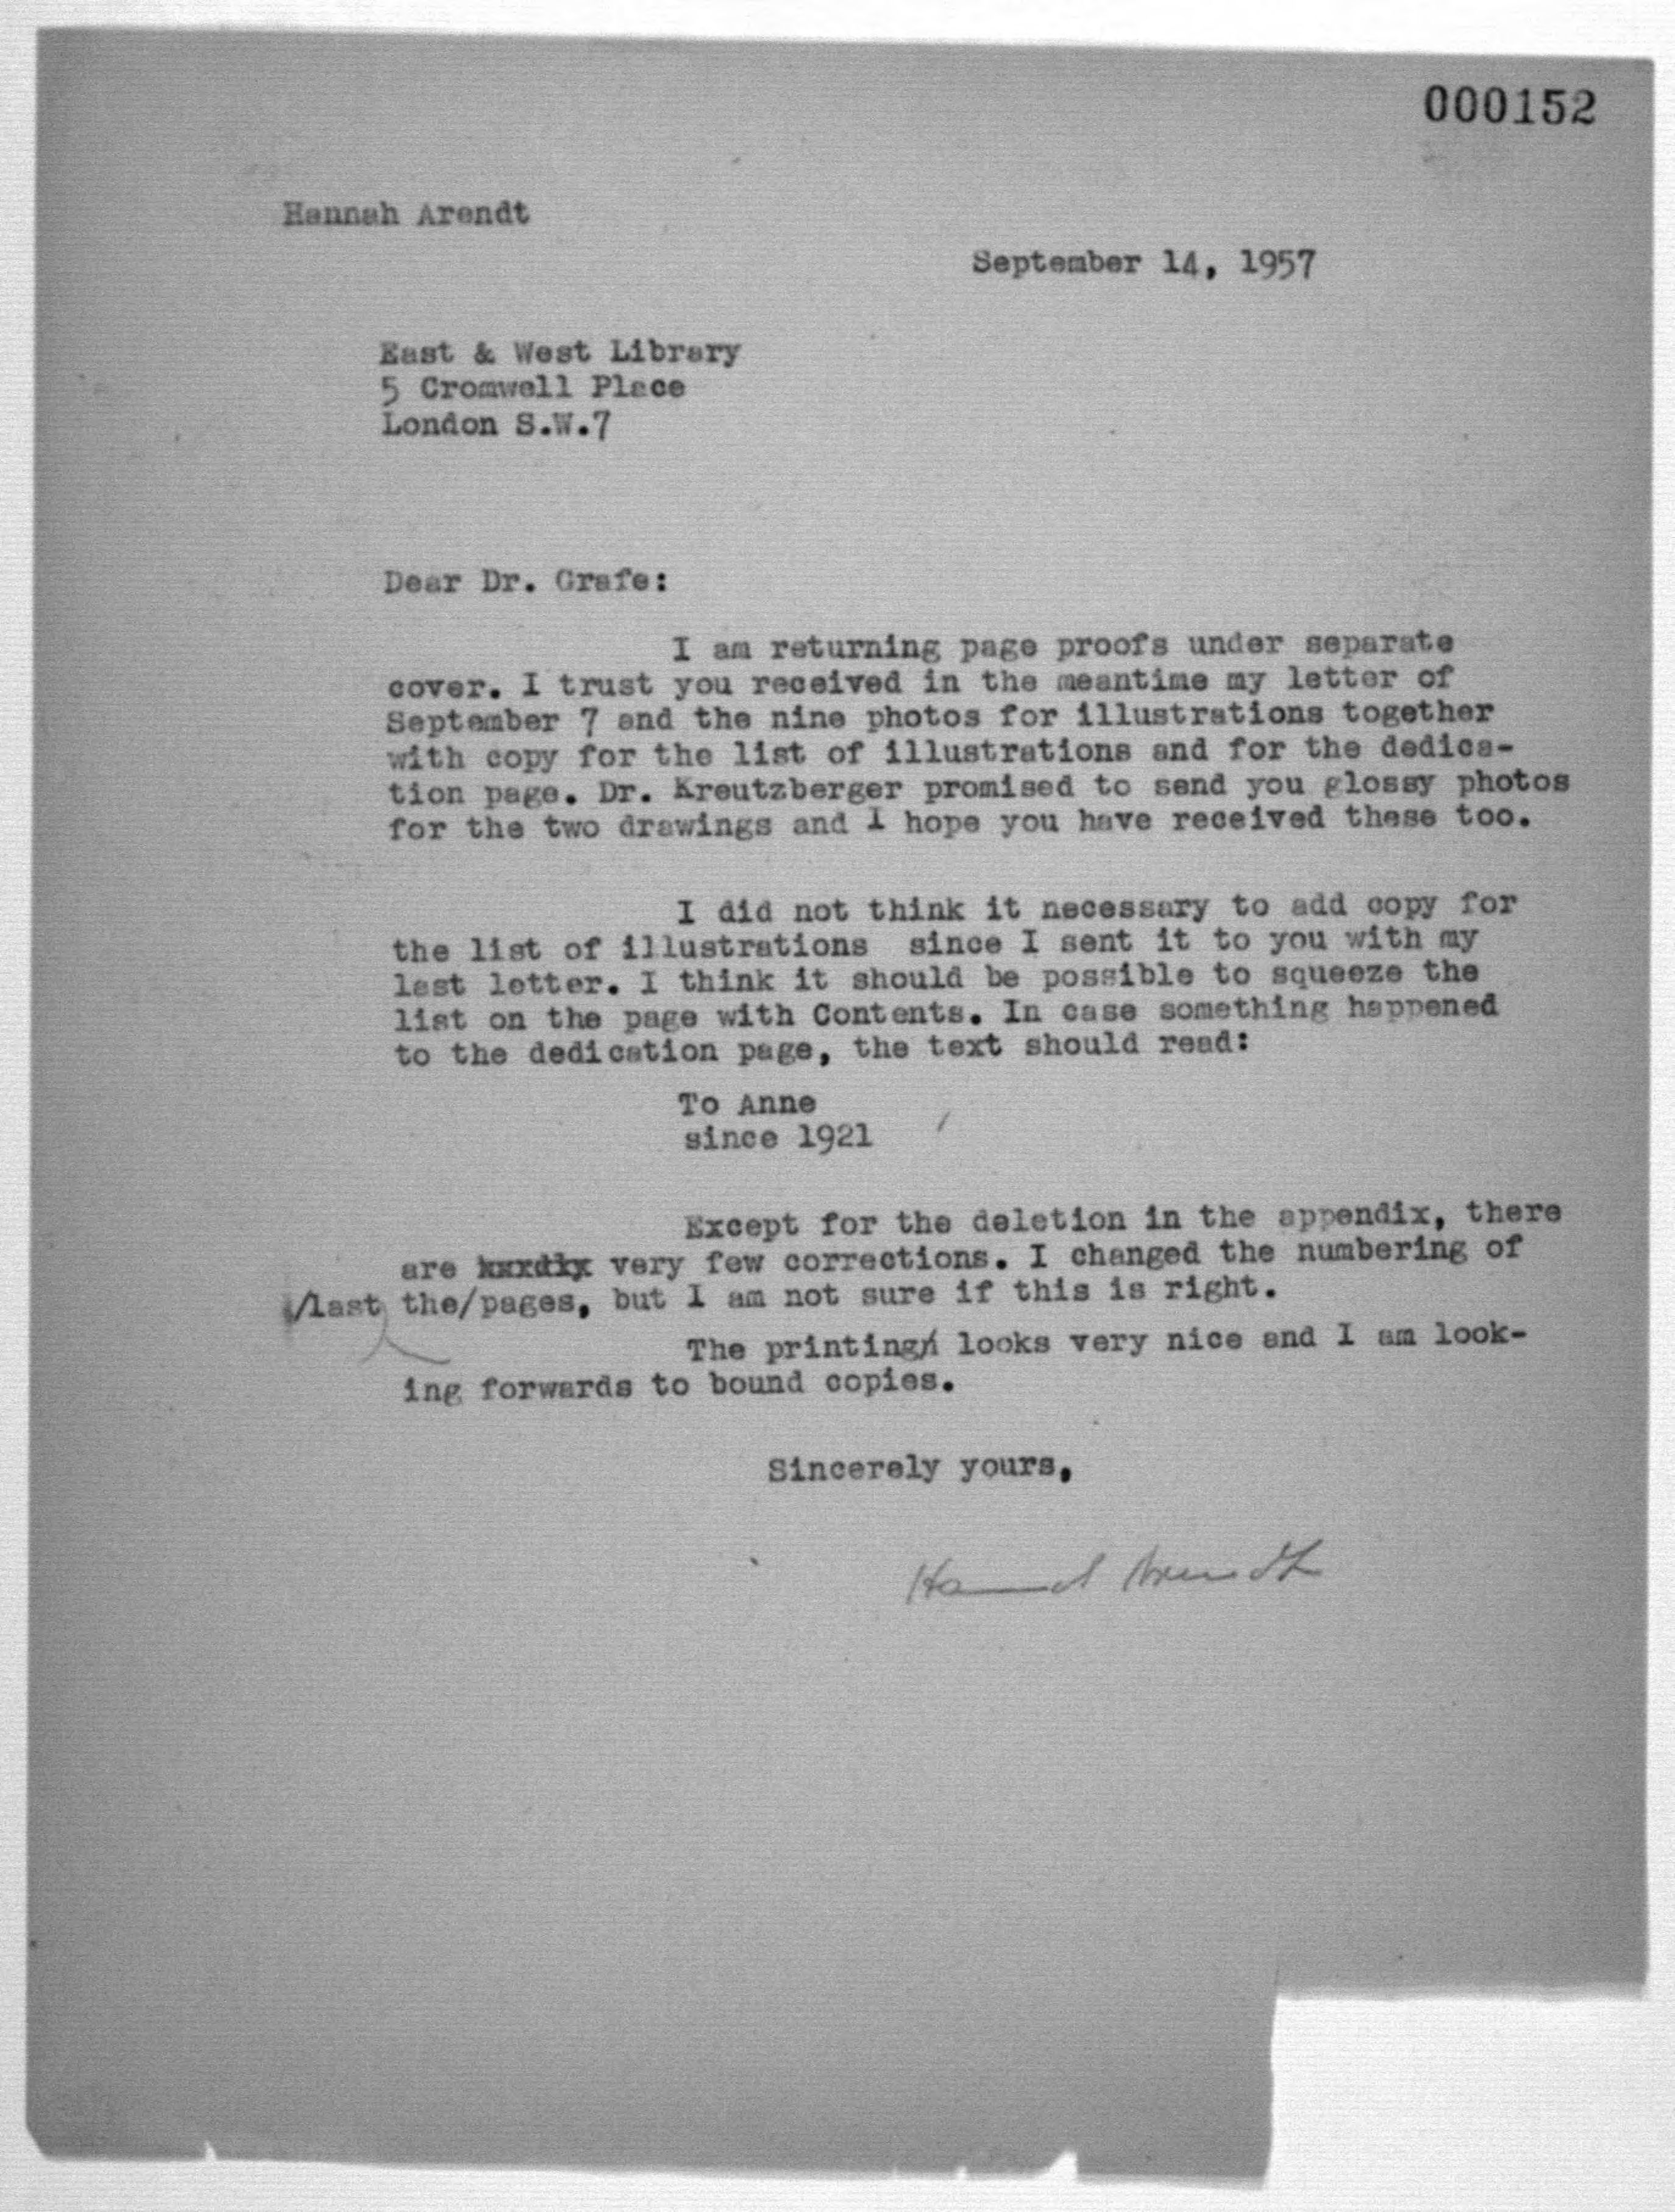 000152
Hannah Arendt
September 14, 1957
East & West Library
5 Cromwell Place
London S.W.7
Dear Dr. Grafe:
I am returning page proofs under separate
cover. I trust you received in the meantime my letter of
September 7 and the nine photos for illustrations together
with copy for the list of illustrations and for the dedica-
tion page. Dr. Kreutzberger promised to send you glossy photos
for the two drawings and I hope you have received these too.
I did not think it necessary to add copy for
the list of illustrations since I sent it to you with my
last letter. I think it should be possible to squeeze the
list on the page with Contents. In case something happened
to the dedication page, the text should read:
To Anne
since 1921
Except for the deletion in the appendix, there
are very few corrections. I changed the numbering of
/last the/pages, but I am not sure if this is right.
The printing looks very nice and I am look-
ing forwards to bound copies.
Sincerely yours,
Hannah Arendt